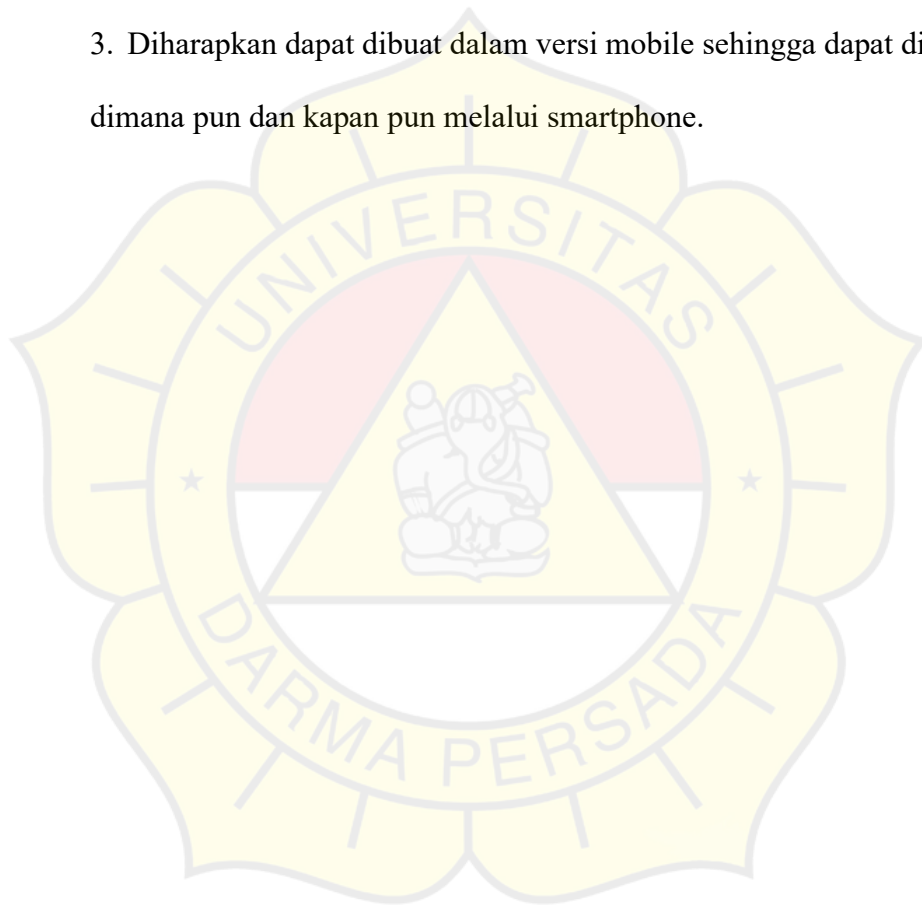 3. Diharapkan dapat dibuat dalam versi mobile sehingga dapat
dimana pun dan kapan pun melalui smartphone.
UNIVERSITAS
DARMA PERSADA